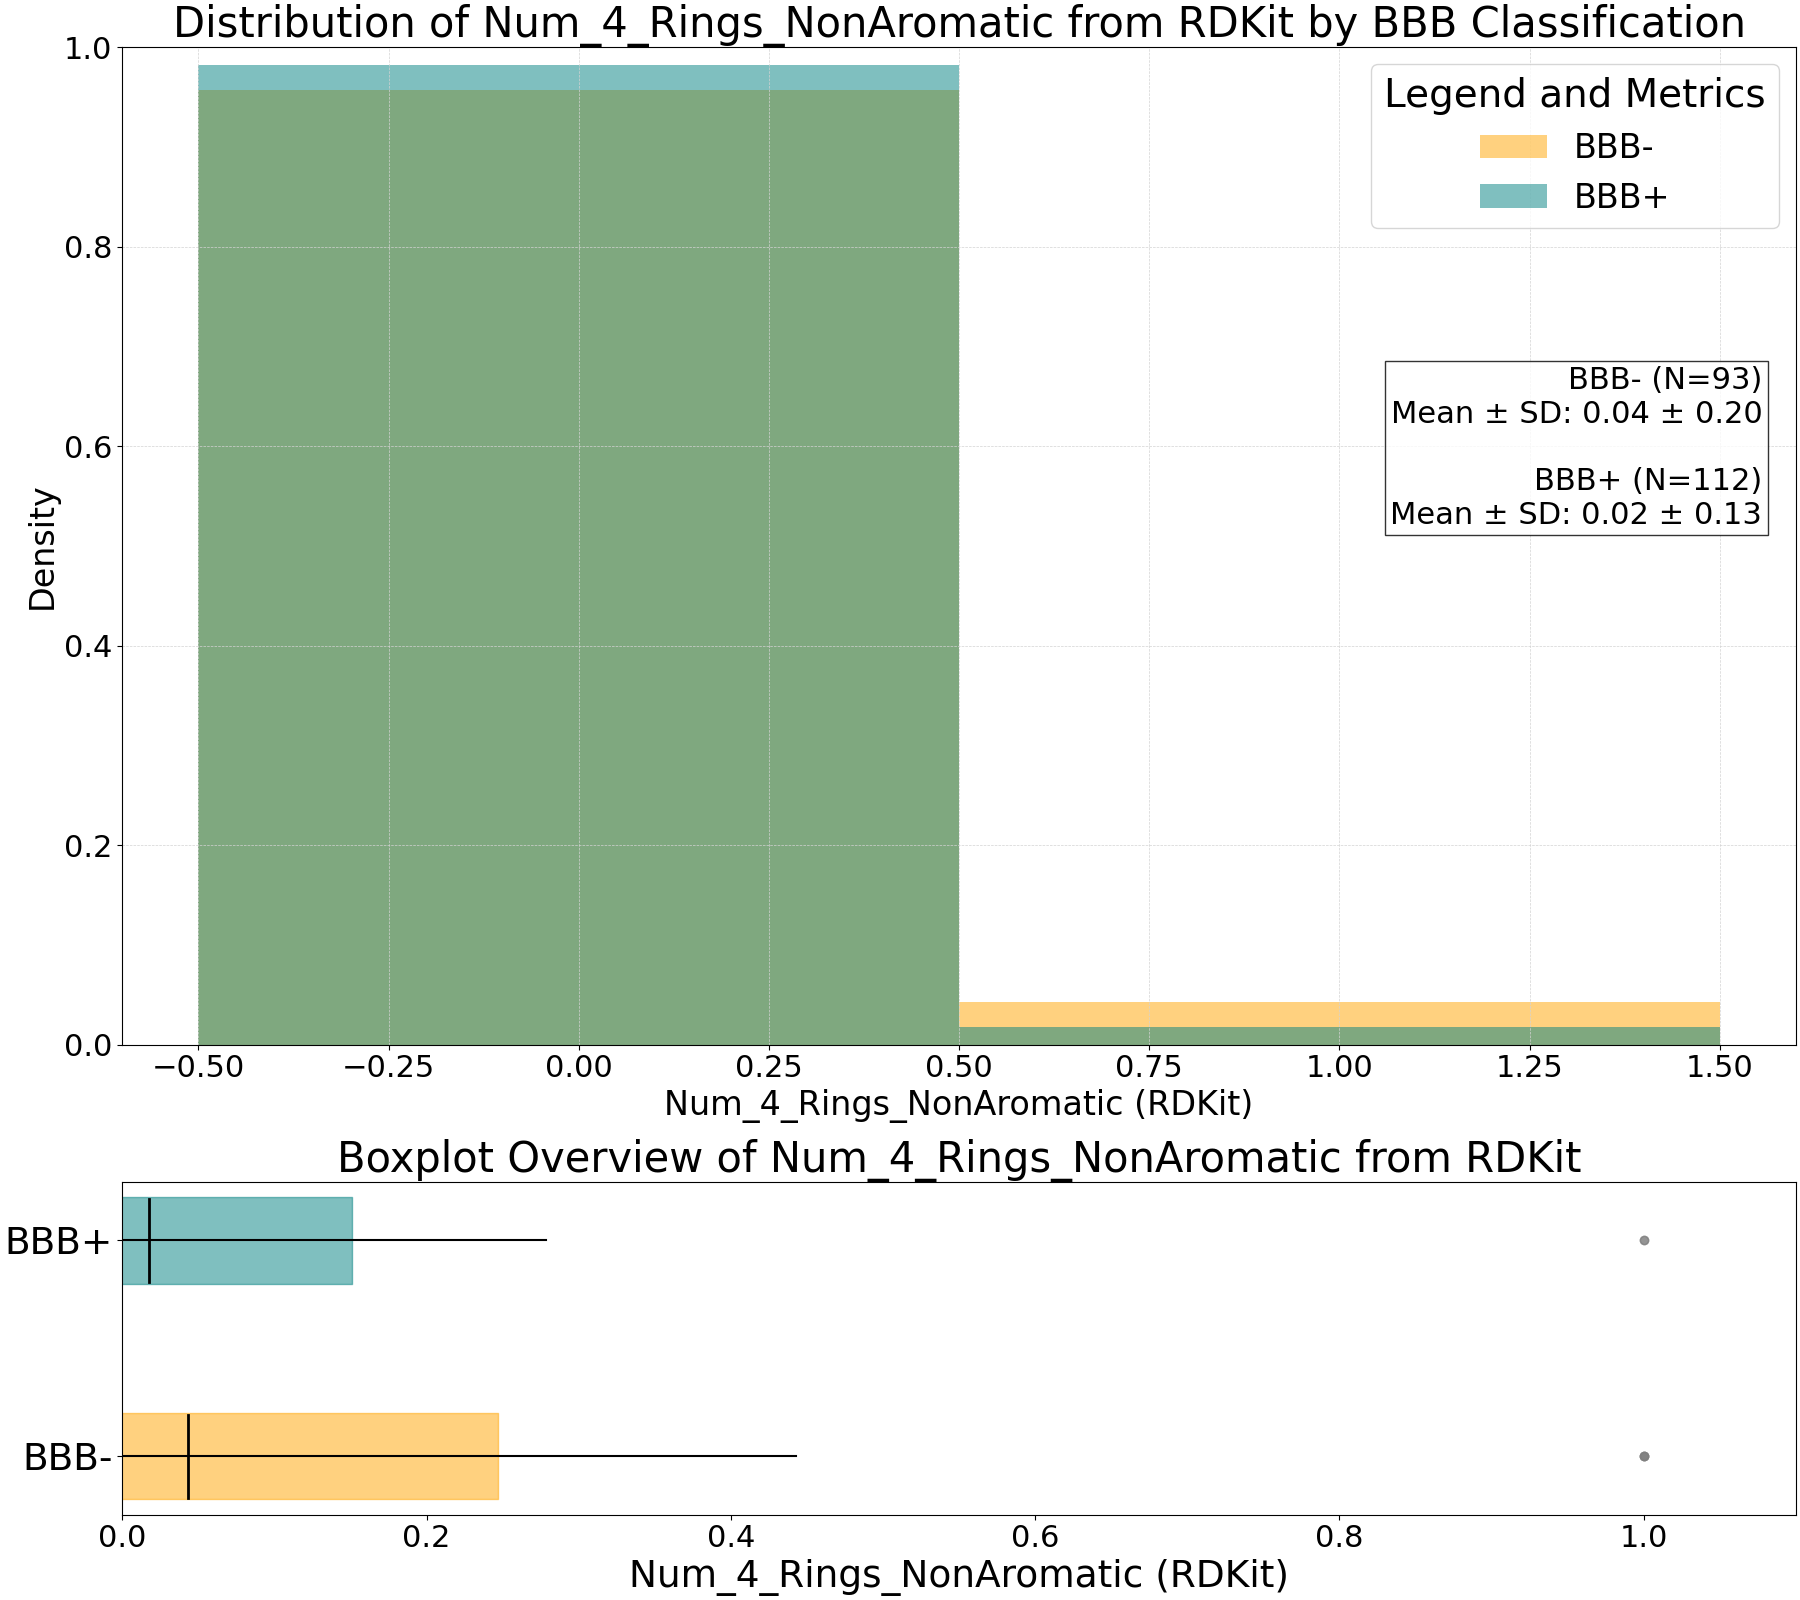 Distribution of Num_4_Rings_NonAromatic from RDKit by BBB Classification
Legend and Metrics
BBB-
BBB+
BBB- (N=93)
Mean ± SD: 0.04 ± 0.20
BBB+ (N=112)
Mean ± SD: 0.02 ± 0.13
Density
1.0
0.8
0.6
0.4
0.2
0.0
−0.50 −0.25 0.00 0.25 0.50 0.75 1.00 1.25 1.50
Num_4_Rings_NonAromatic (RDKit)
Boxplot Overview of Num_4_Rings_NonAromatic from RDKit
BBB+
BBB-
0.0 0.2 0.4 0.6 0.8 1.0
Num_4_Rings_NonAromatic (RDKit)